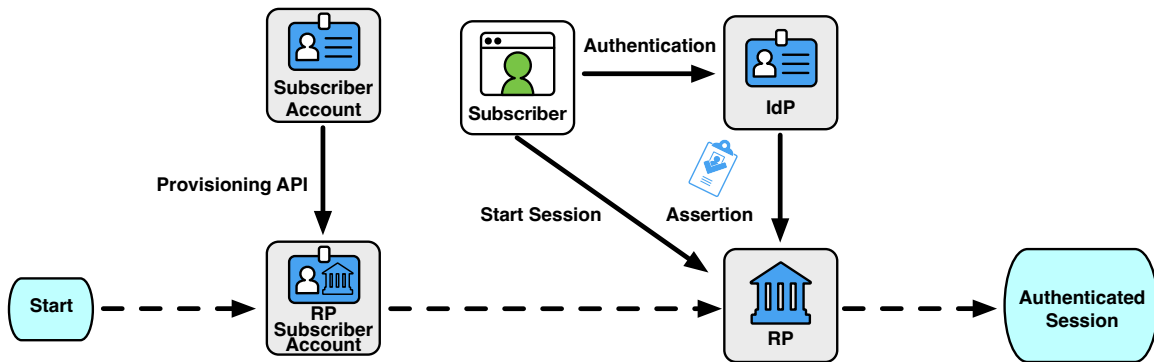 Subscriber
Account
Authentication
Subscriber
IdP
Provisioning API
Start Session
Assertion
Start
RP
Subscriber
Account
RP
Authenticated
Session